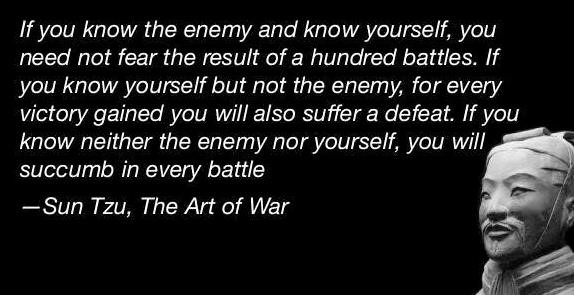 If you know the enemy and know yourself, you
need not fear the result of a hundred battles. If
you know yourself but not the enemy, for every
victory gained you will also suffer a defeat. If you
know neither the enemy nor yourself, you will
succumb in every battle
—Sun Tzu, The Art of War